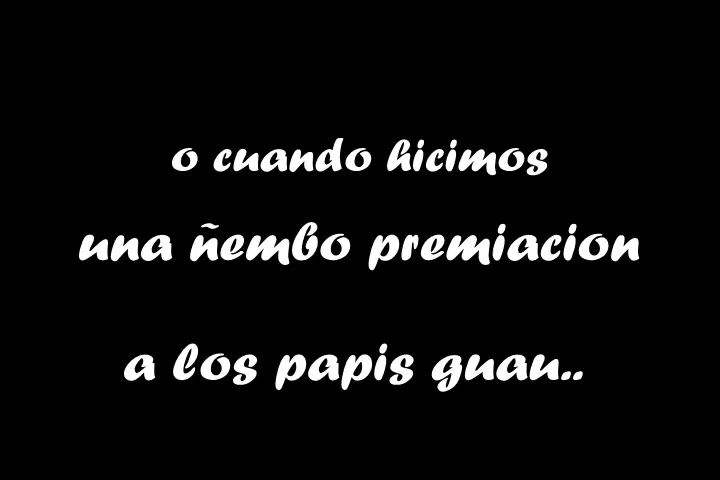 o cuando hicimos
una ñembo premiacion
a los papis guau..